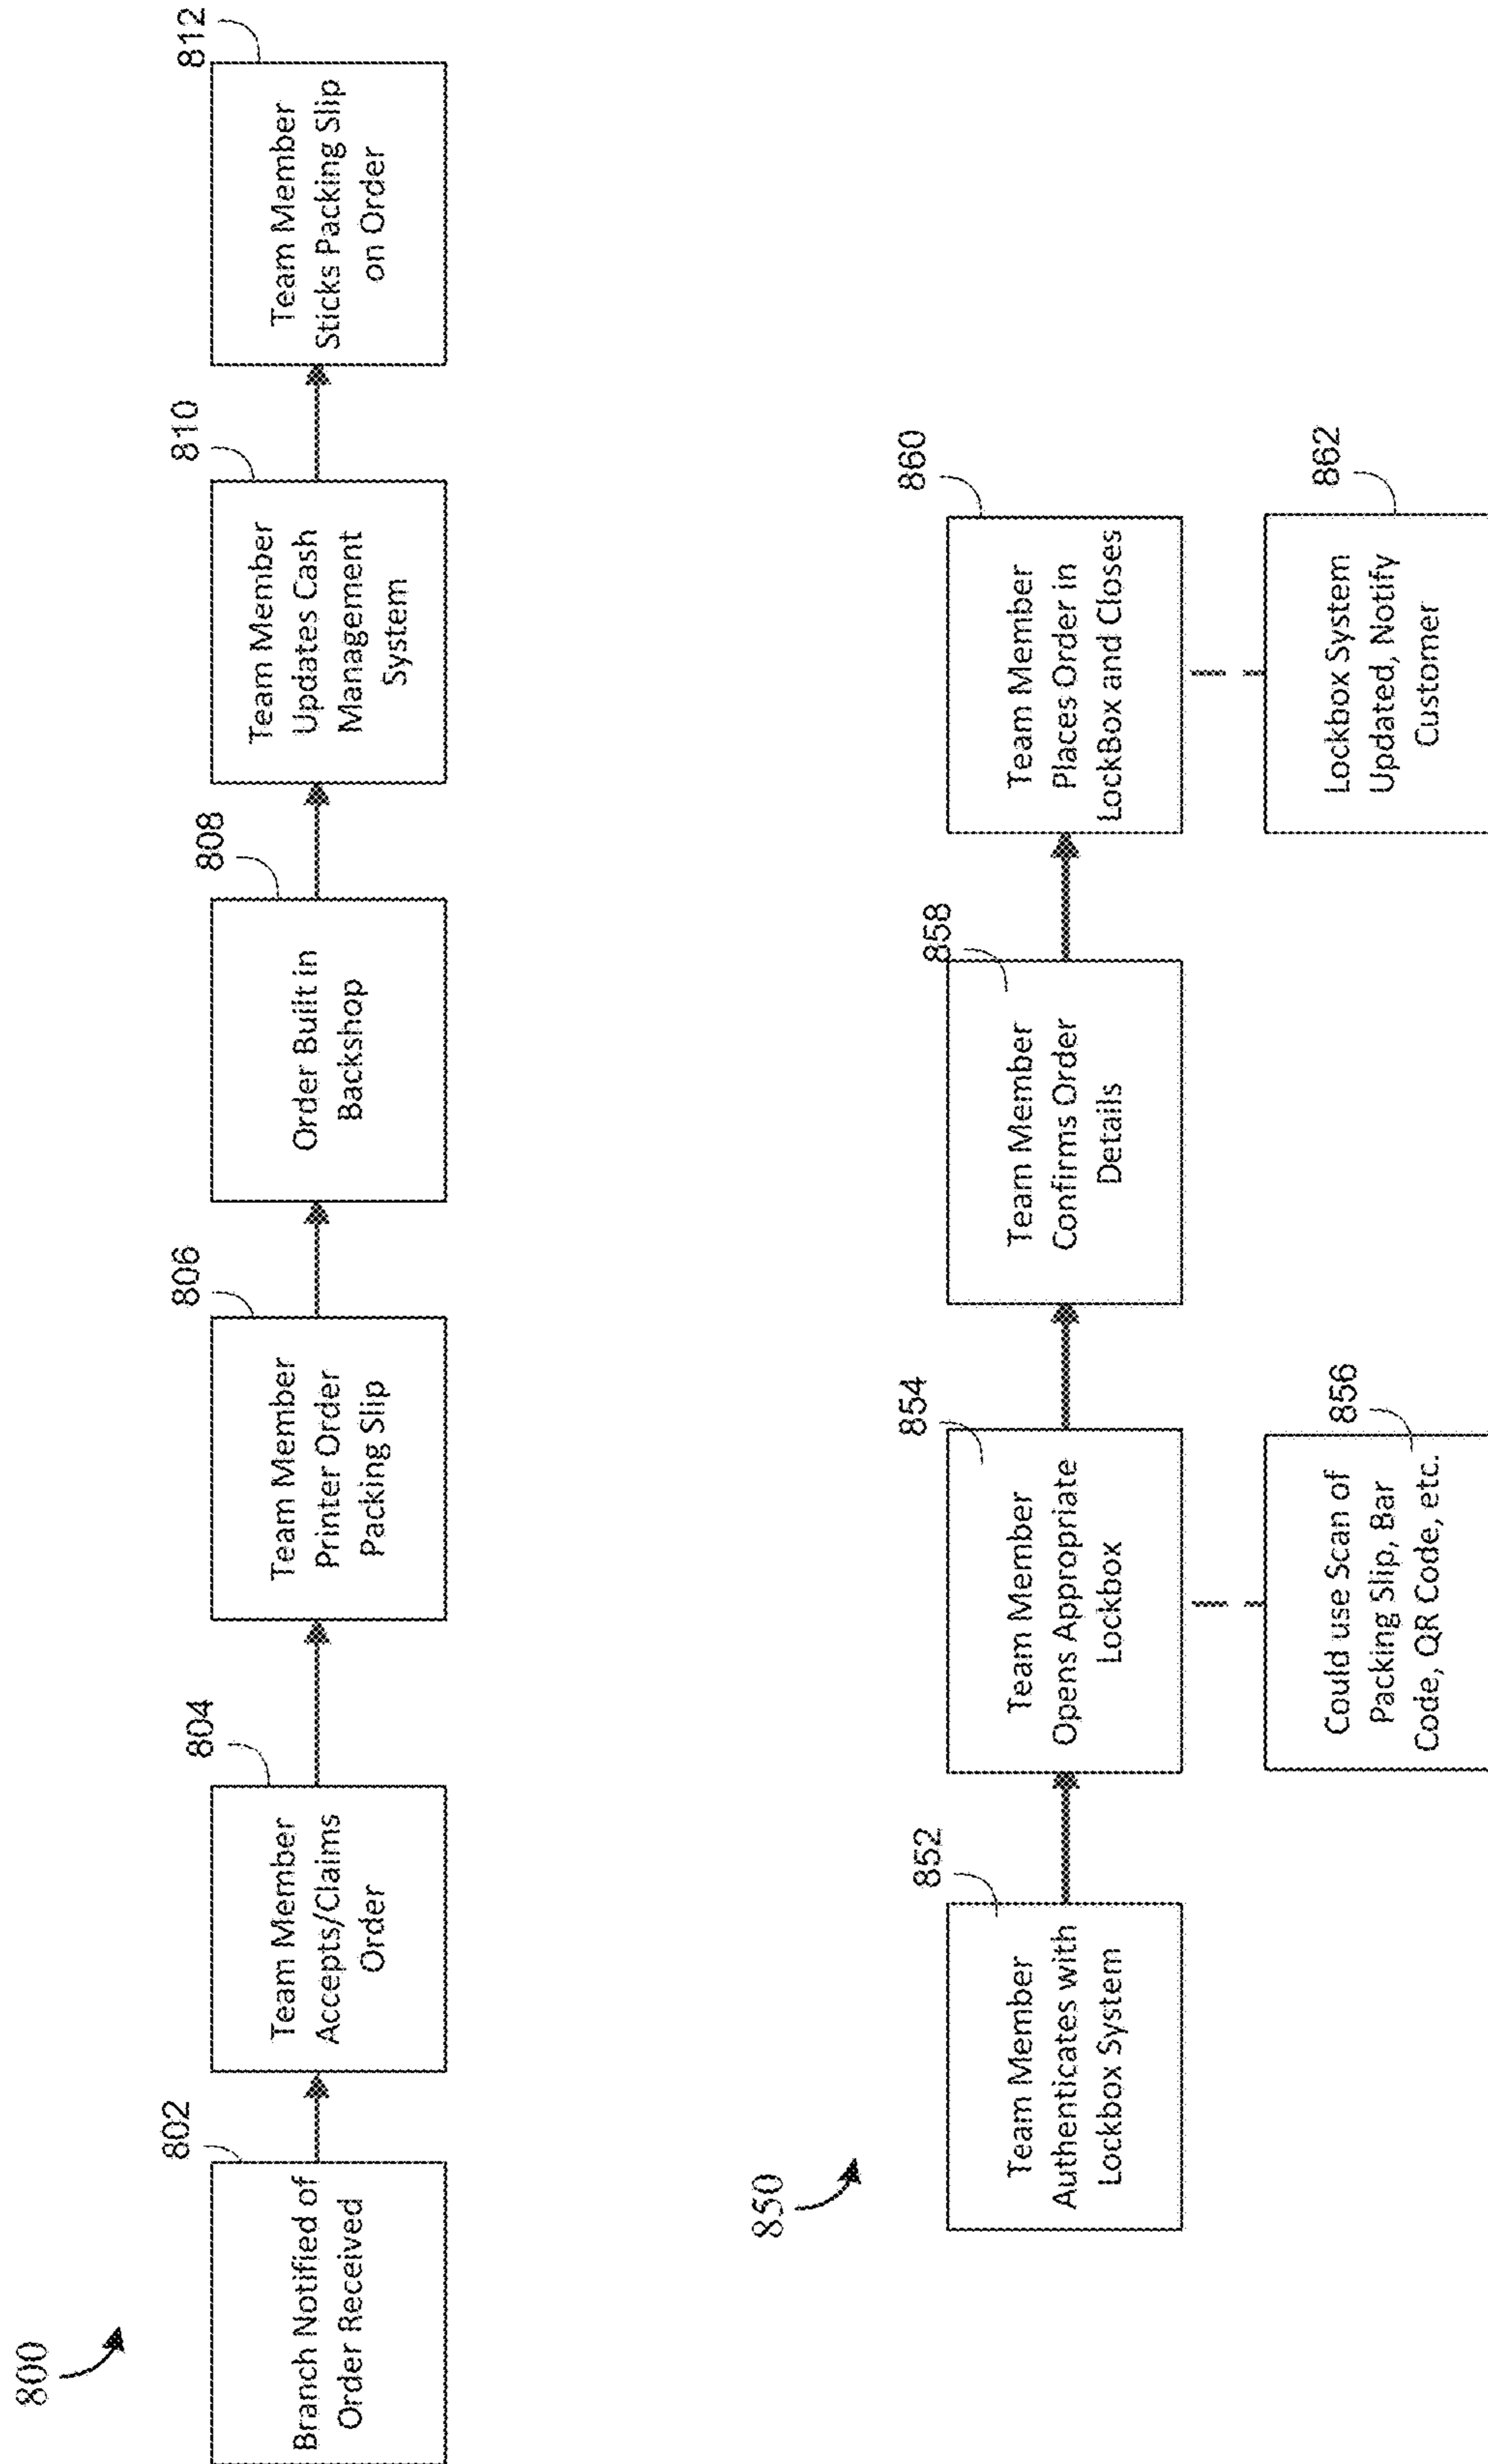 800
802
Branch Notified of
Order Received
804
Team Member
Accepts/Claims
Order
806
Team Member
Printer Order
Packing Slip
808
Order Built in
Backshop
810
Team Member
Updates Cash
Management
System
812
Team Member
Sticks Packing Slip
on Order
850
852
Team Member
Authenticates with
Lockbox System
854
Team Member
Opens Appropriate
Lockbox
856
Could use Scan of
Packing Slip, Bar
Code, QR Code, etc.
858
Team Member
Confirms Order
Details
860
Team Member
Places Order in
LockBox and Closes
862
Lockbox System
Updated, Notify
Customer